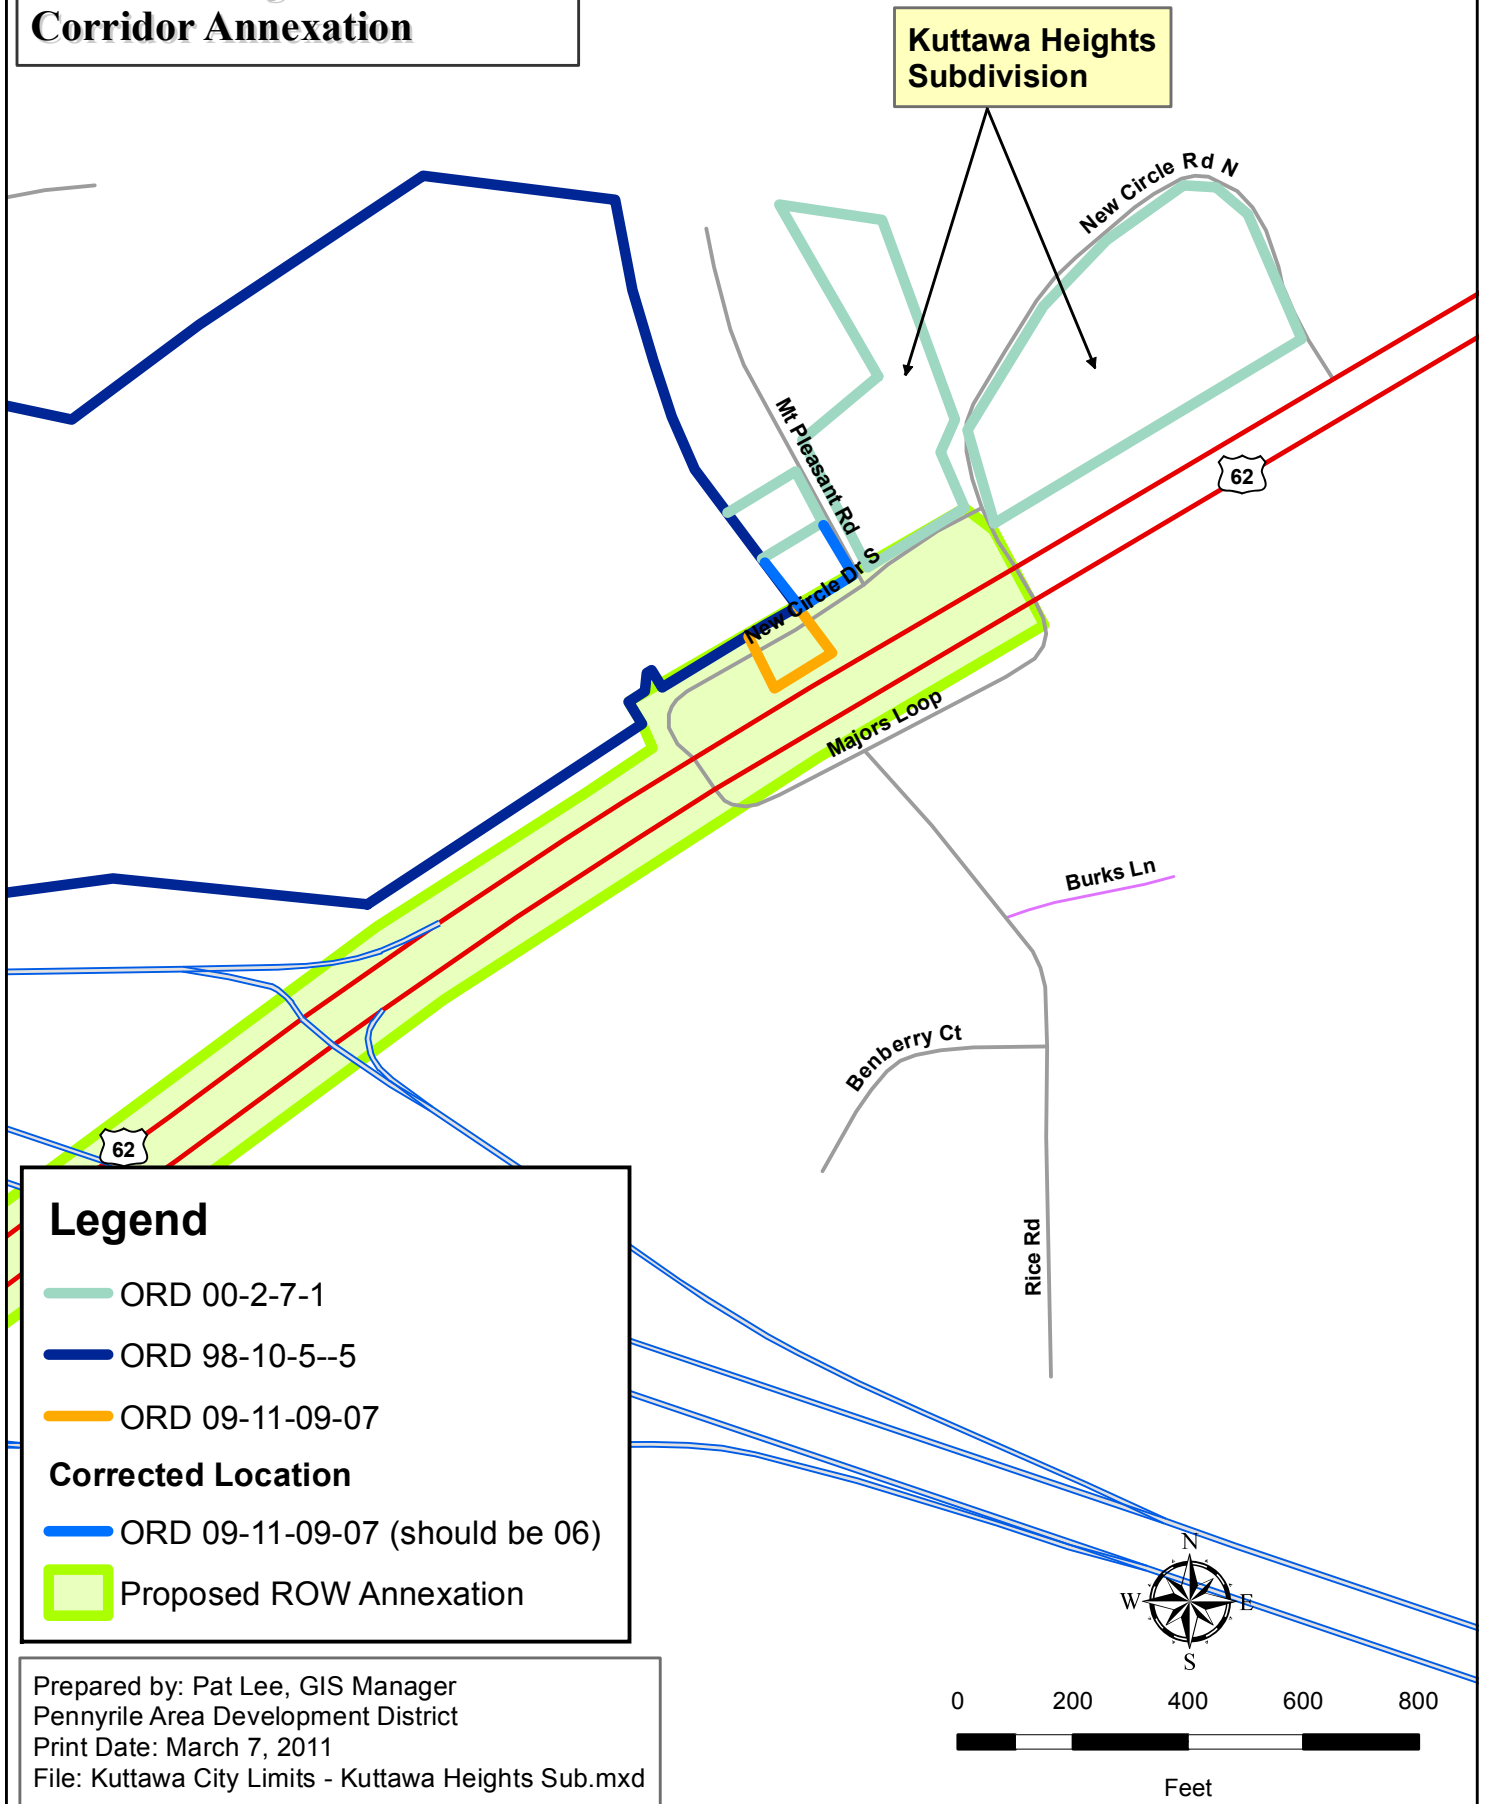 Corridor Annexation
Kuttawa Heights
Subdivision
New Circle Rd N
62
Mt Pleasant Rd
New Circle Dr S
Majors Loop
Burks Ln
Benberry Ct
Rice Rd
62
Legend
ORD 00-2-7-1
ORD 98-10-5--5
ORD 09-11-09-07
Corrected Location
ORD 09-11-09-07 (should be 06)
Proposed ROW Annexation
N
W
E
S
Prepared by: Pat Lee, GIS Manager
Pennyrile Area Development District
Print Date: March 7, 2011
File: Kuttawa City Limits - Kuttawa Heights Sub.mxd
0 200 400 600 800
Feet